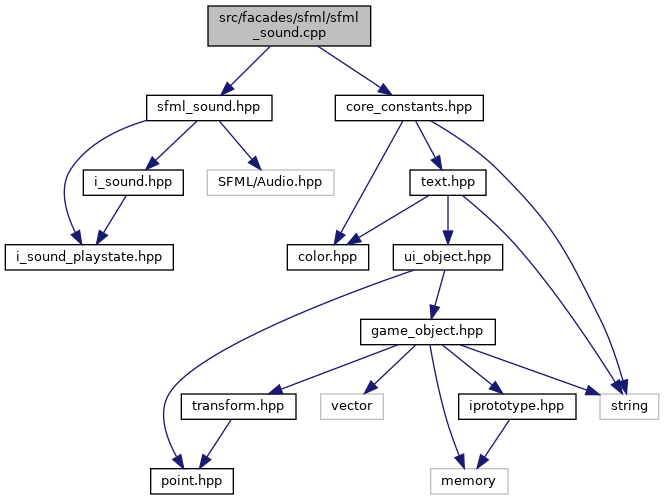 src/facades/sfml/sfml
_sound.cpp
sfml_sound.hpp
core_constants.hpp
i_sound.hpp
SFML/Audio.hpp
text.hpp
i_sound_playstate.hpp
color.hpp
ui_object.hpp
game_object.hpp
transform.hpp
vector
iprototype.hpp
string
point.hpp
memory